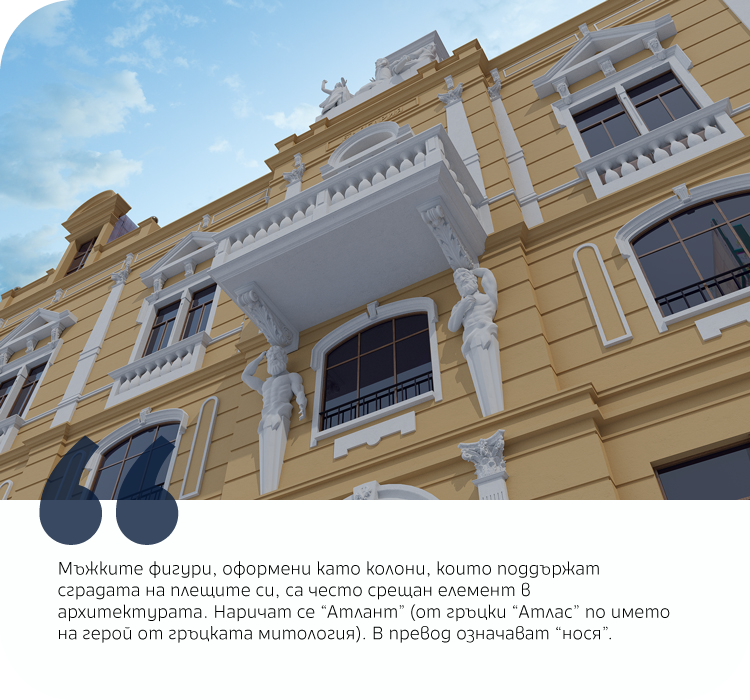 Мъжките фигури, оформени като колони, които поддържат
сградата на плещите си, са често срещан елемент в
архитектурата. Наричат се “Атлант” (от гръцки “Атлас” по името
на герой от гръцката митология). В превод означават “нося”.